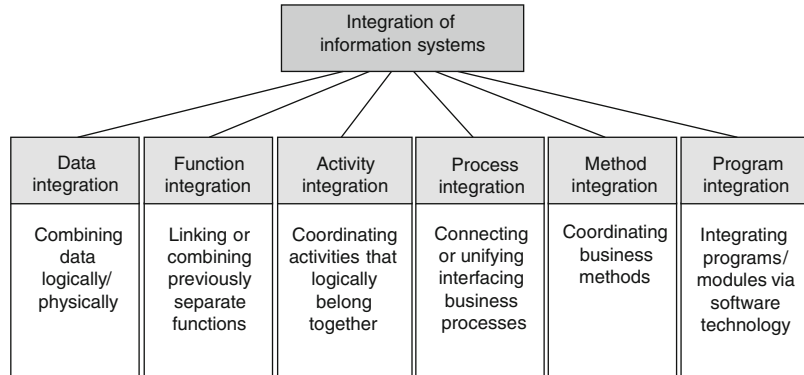 Integration of
information systems
Data
integration
Combining
data
logically/
physically
Function
integration
Linking or
combining
previously
separate
functions
Activity
integration
Coordinating
activities that
logically
belong
together
Process
integration
Connecting
or unifying
interfacing
business
processes
Method
integration
Coordinating
business
methods
Program
integration
Integrating
programs/
modules via
software
technology